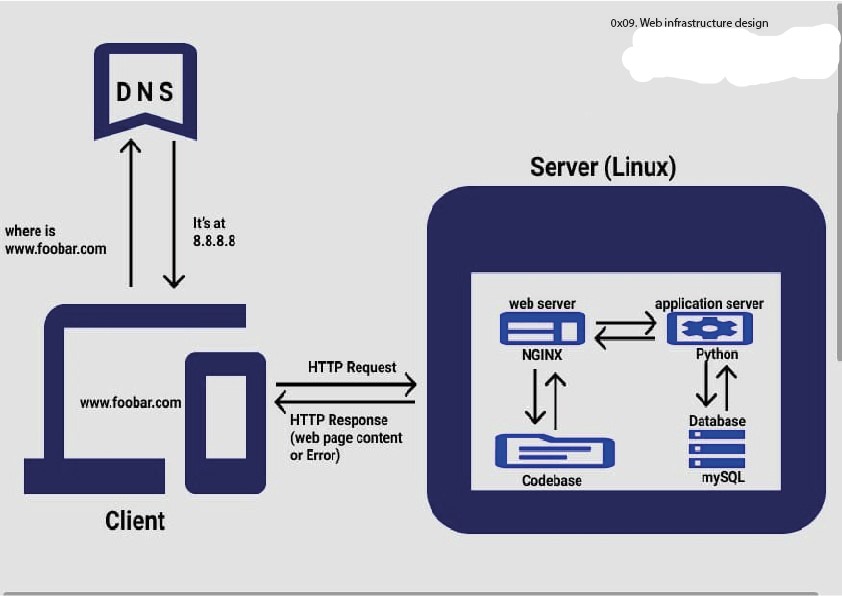 0x09. Web infrastructure design
DNS
where is
www.foobar.com
It's at
8.8.8.8
Server (Linux)
web server
application server
NGINX
Python
Database
mySQL
Codebase
www.foobar.com
HTTP Request
HTTP Response
(web page content
or Error)
Client